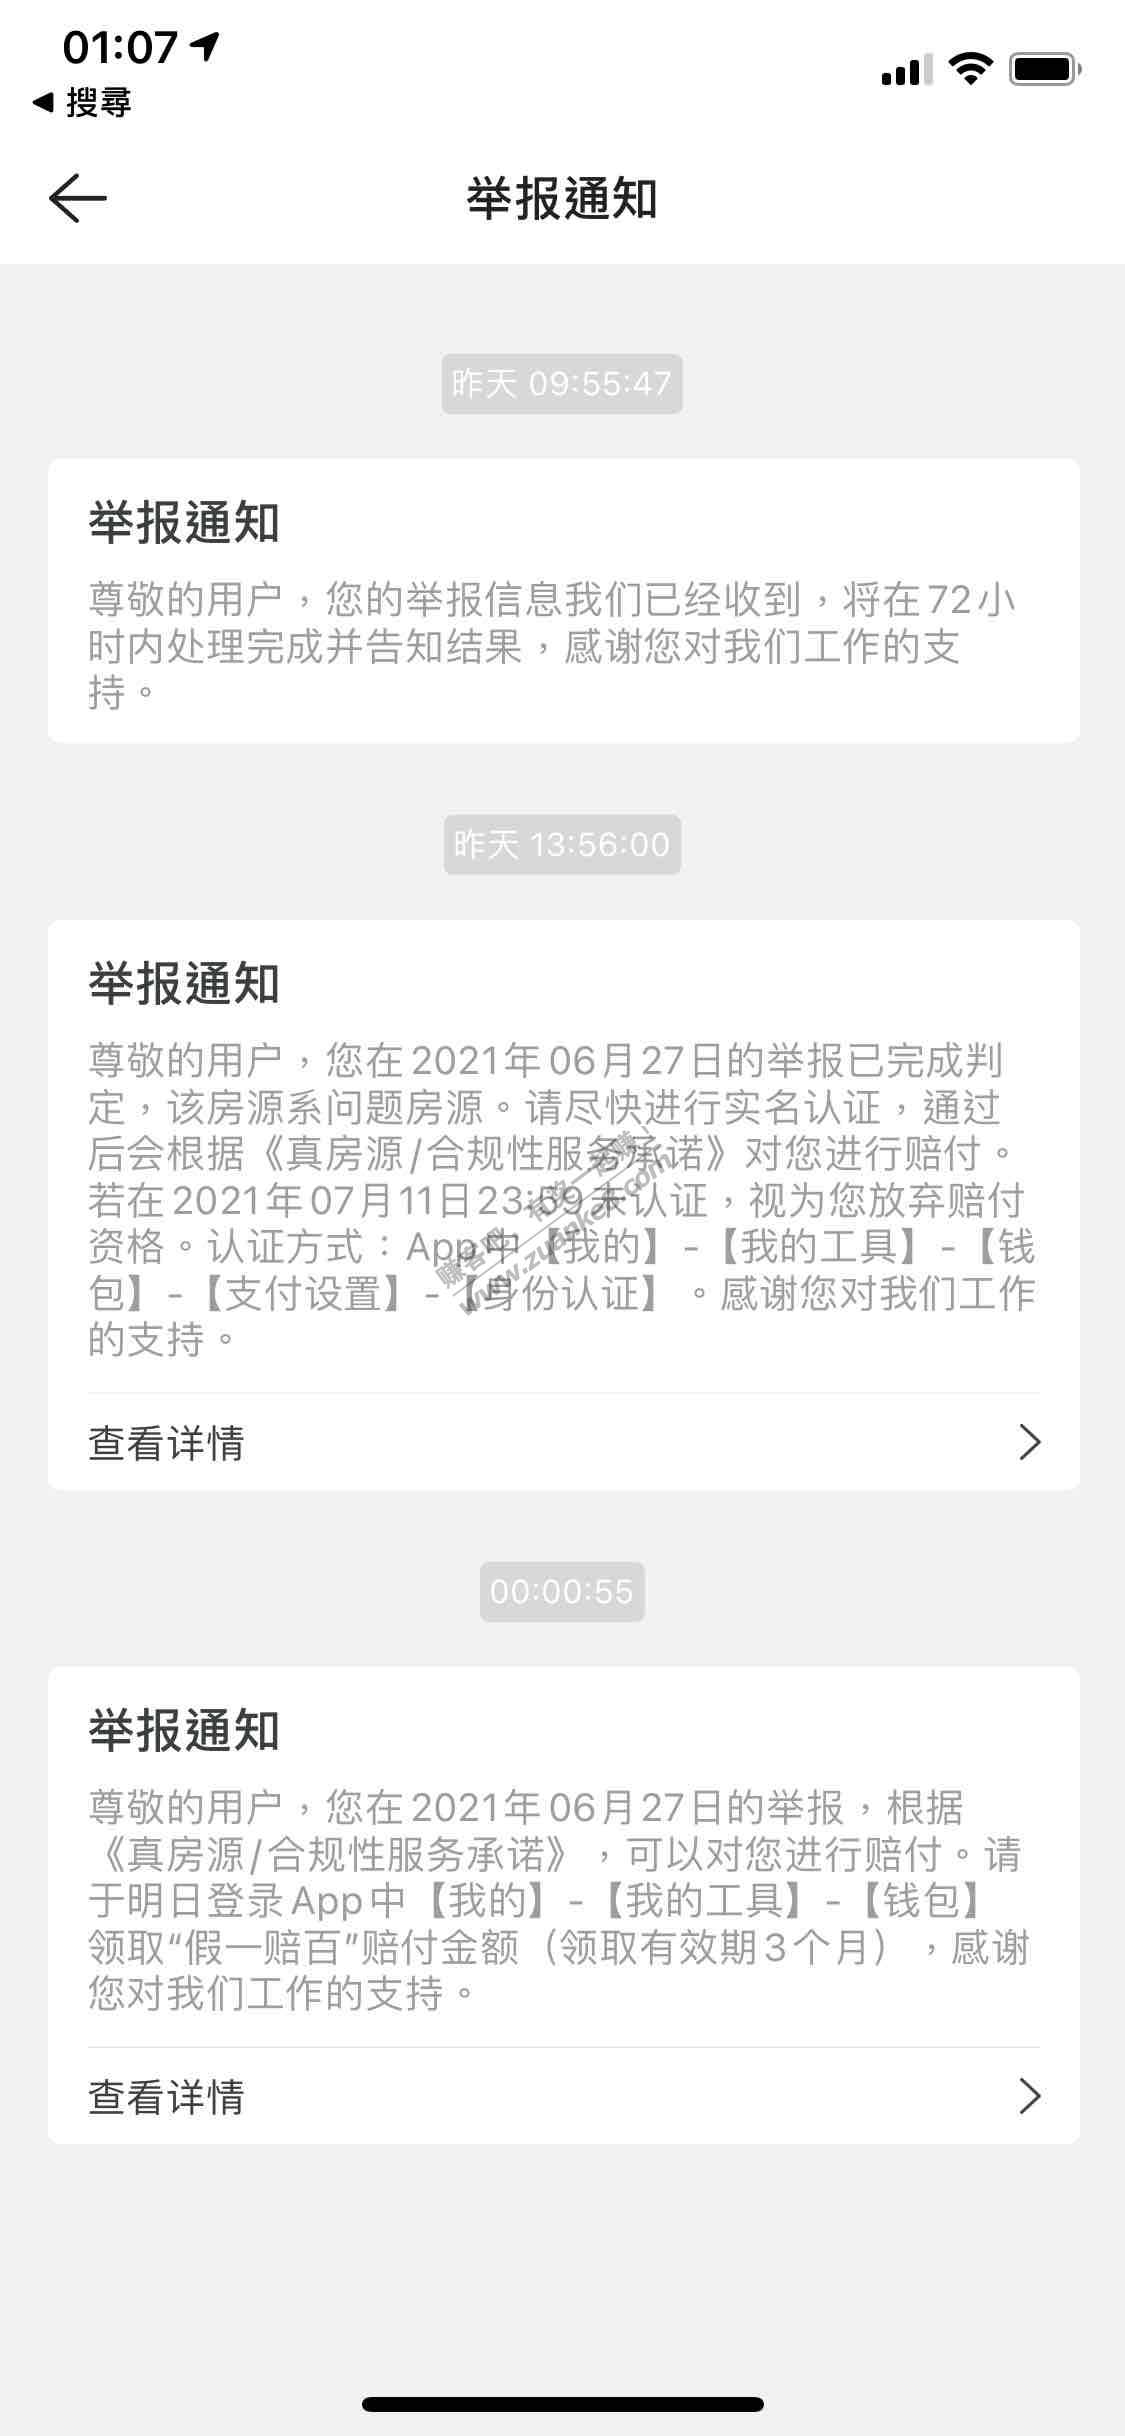 01:07
搜尋
举报通知
昨天 09:55:47
举报通知
尊敬的用户，您的举报信息我们已经收到，将在72小
时内处理完成并告知结果，感谢您对我们工作的支
持。
昨天 13:56:00
举报通知
尊敬的用户，您在2021年06月27日的举报已完成判
定，该房源系问题房源。请尽快进行实名认证，通过
后会根据《真房源/合规性服务承诺》对您进行赔付。
若在2021年07月11日23:59未认证，视为您放弃赔付
资格。认证方式：App中【我的】-【我的工具】-【钱
包】-【支付设置】-【身份认证】。感谢您对我们工作
的支持。
赚客吧 有奖一起赚！
www.zuanke8.com
查看详情
00:00:55
举报通知
尊敬的用户，您在2021年06月27日的举报，根据
《真房源/合规性服务承诺》，可以对您进行赔付。请
于明日登录App中【我的】-【我的工具】-【钱包】
领取“假一赔百”赔付金额（领取有效期3个月），感谢
您对我们工作的支持。
查看详情